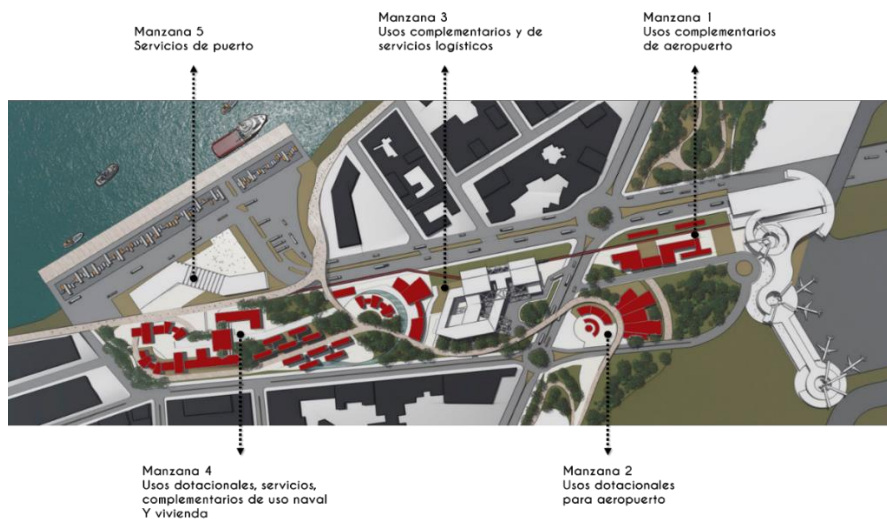 Manzana 5
Servicios de puerto
Manzana 3
Usos complementarios y de
servicios logísticos
Manzana 1
Usos complementarios
de aeropuerto
Manzana 4
Usos dotacionales, servicios,
complementarios de uso naval
Y vivienda
Manzana 2
Usos dotacionales
para aeropuerto